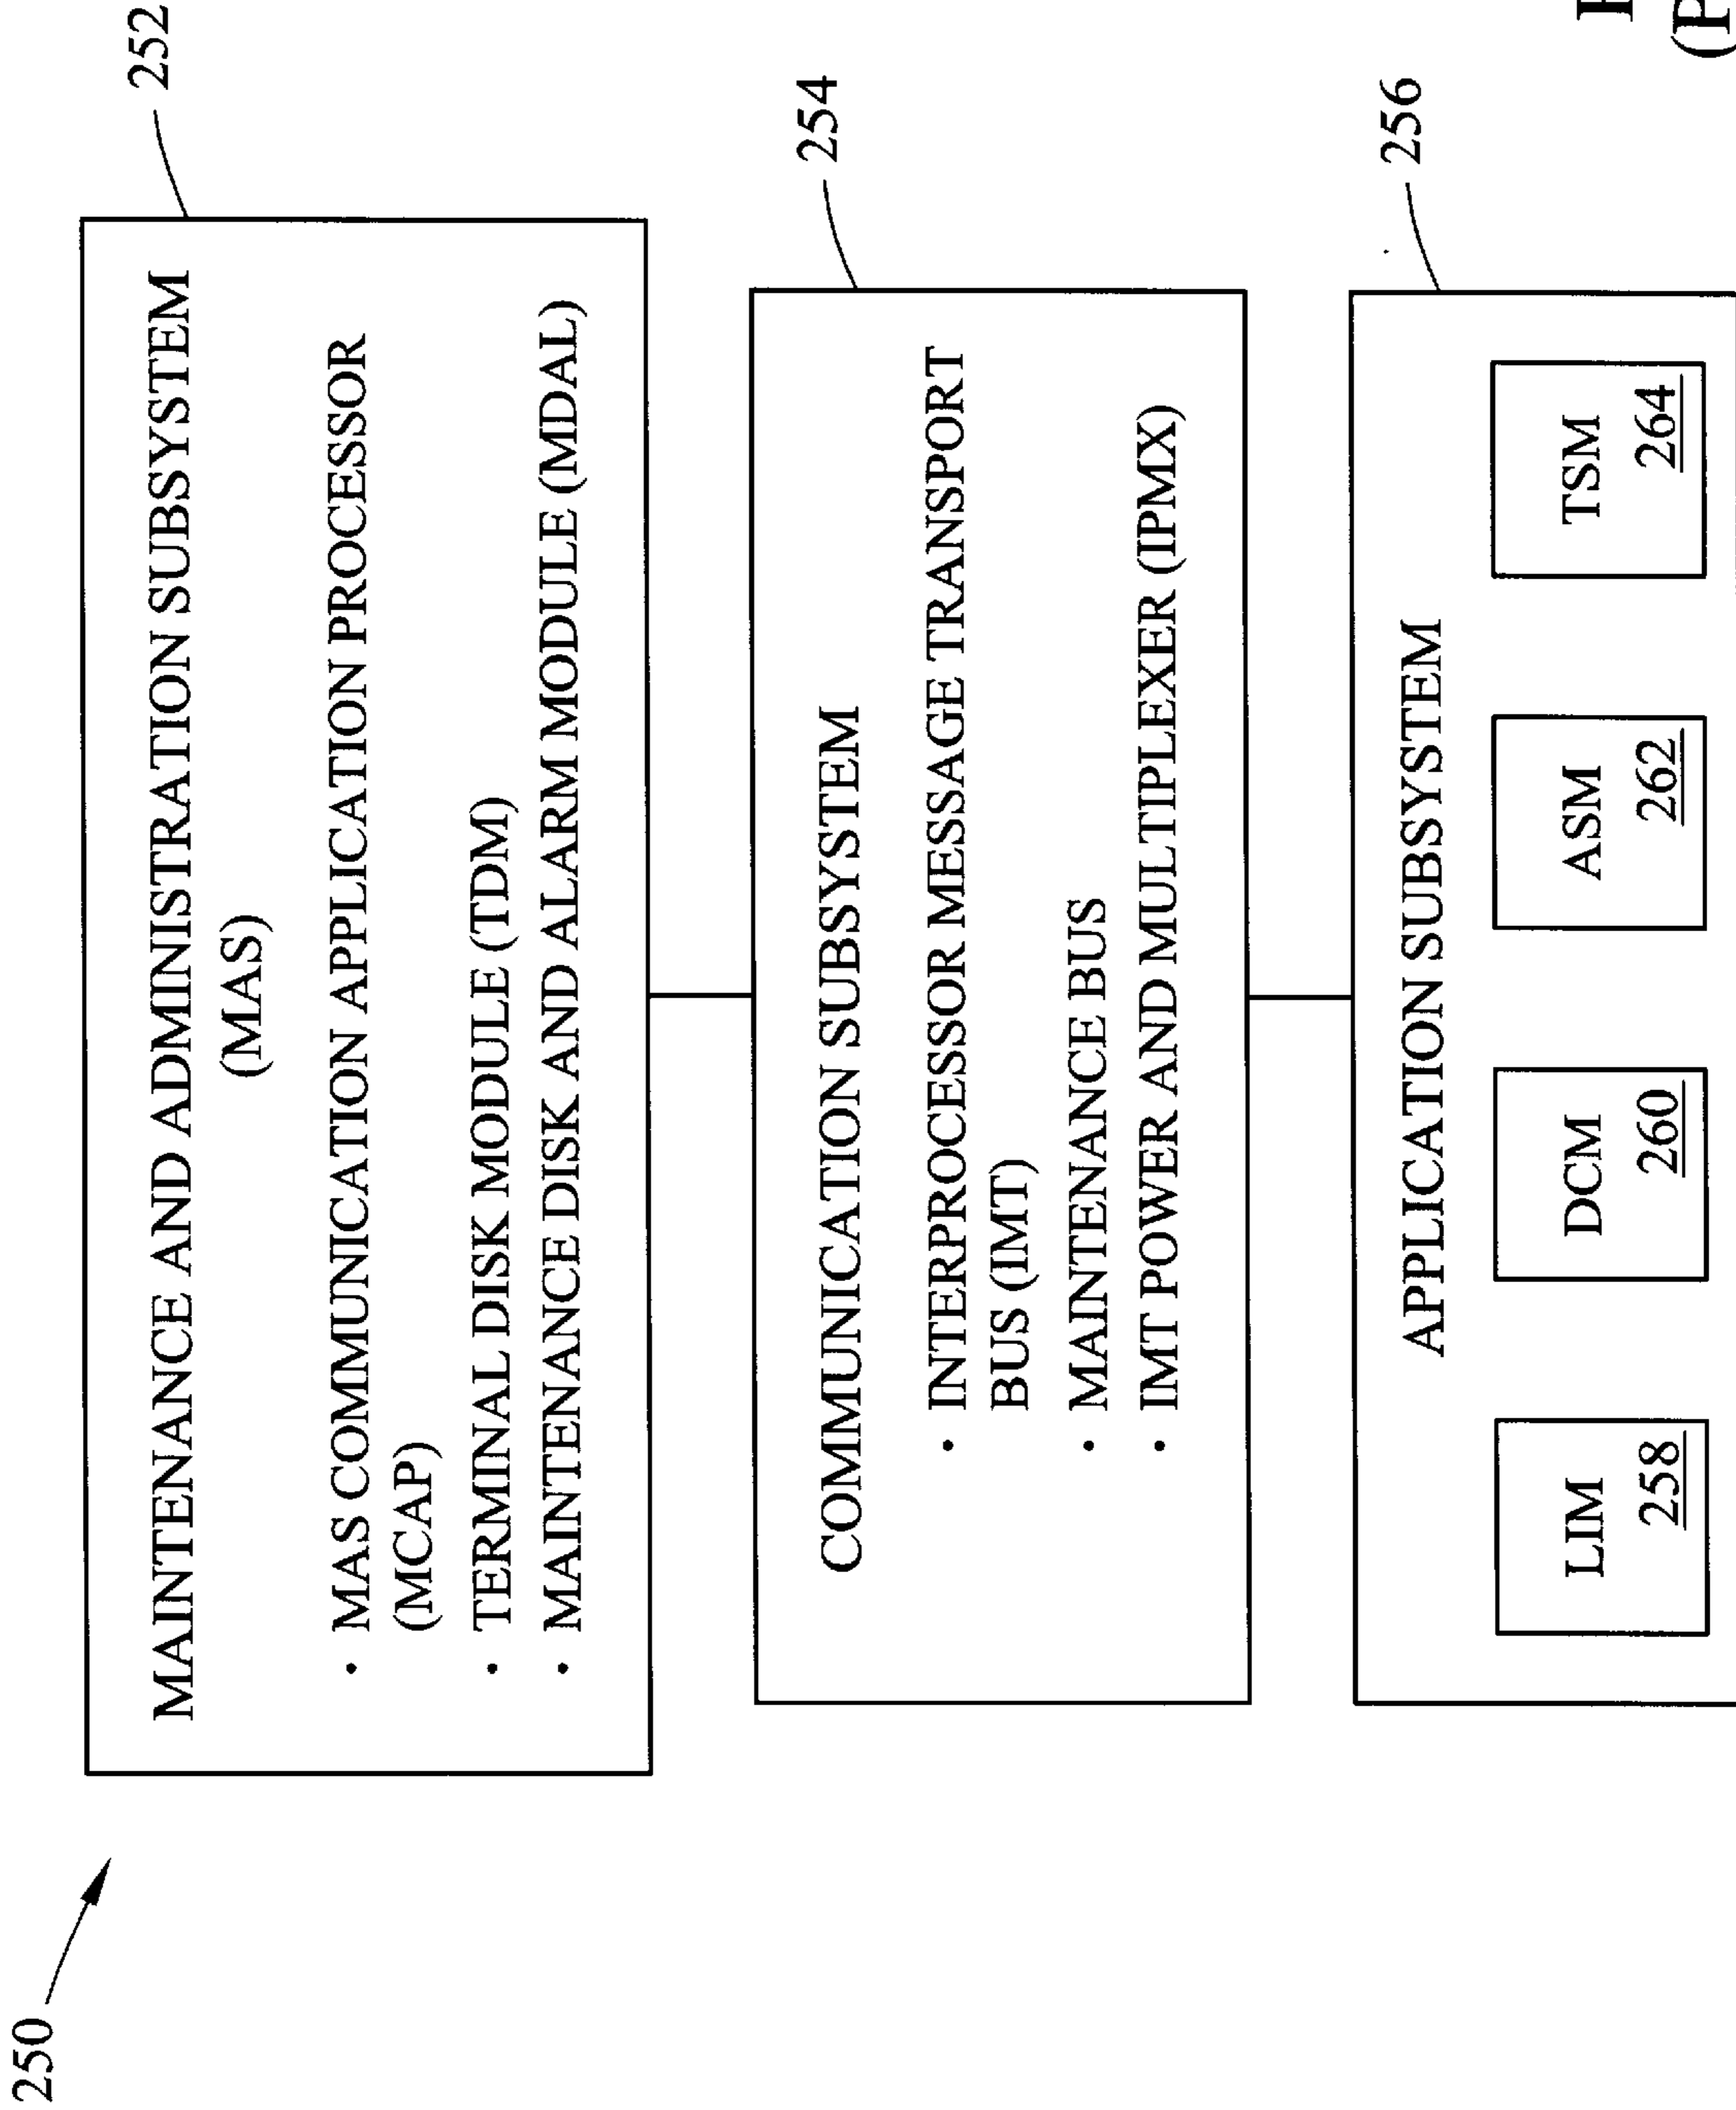 250
252
MAINTENANCE AND ADMINISTRATION SUBSYSTEM
(MAS)
· MAS COMMUNICATION APPLICATION PROCESSOR
(MCAP)
· TERMINAL DISK MODULE (TDM)
· MAINTENANCE DISK AND ALARM MODULE (MDAL)
254
COMMUNICATION SUBSYSTEM
· INTERPROCESSOR MESSAGE TRANSPORT
BUS (IMT)
· MAINTENANCE BUS
· IMT POWER AND MULTIPLEXER (IPMX)
256
APPLICATION SUBSYSTEM
LIM
258
DCM
260
ASM
262
TSM
264
(P